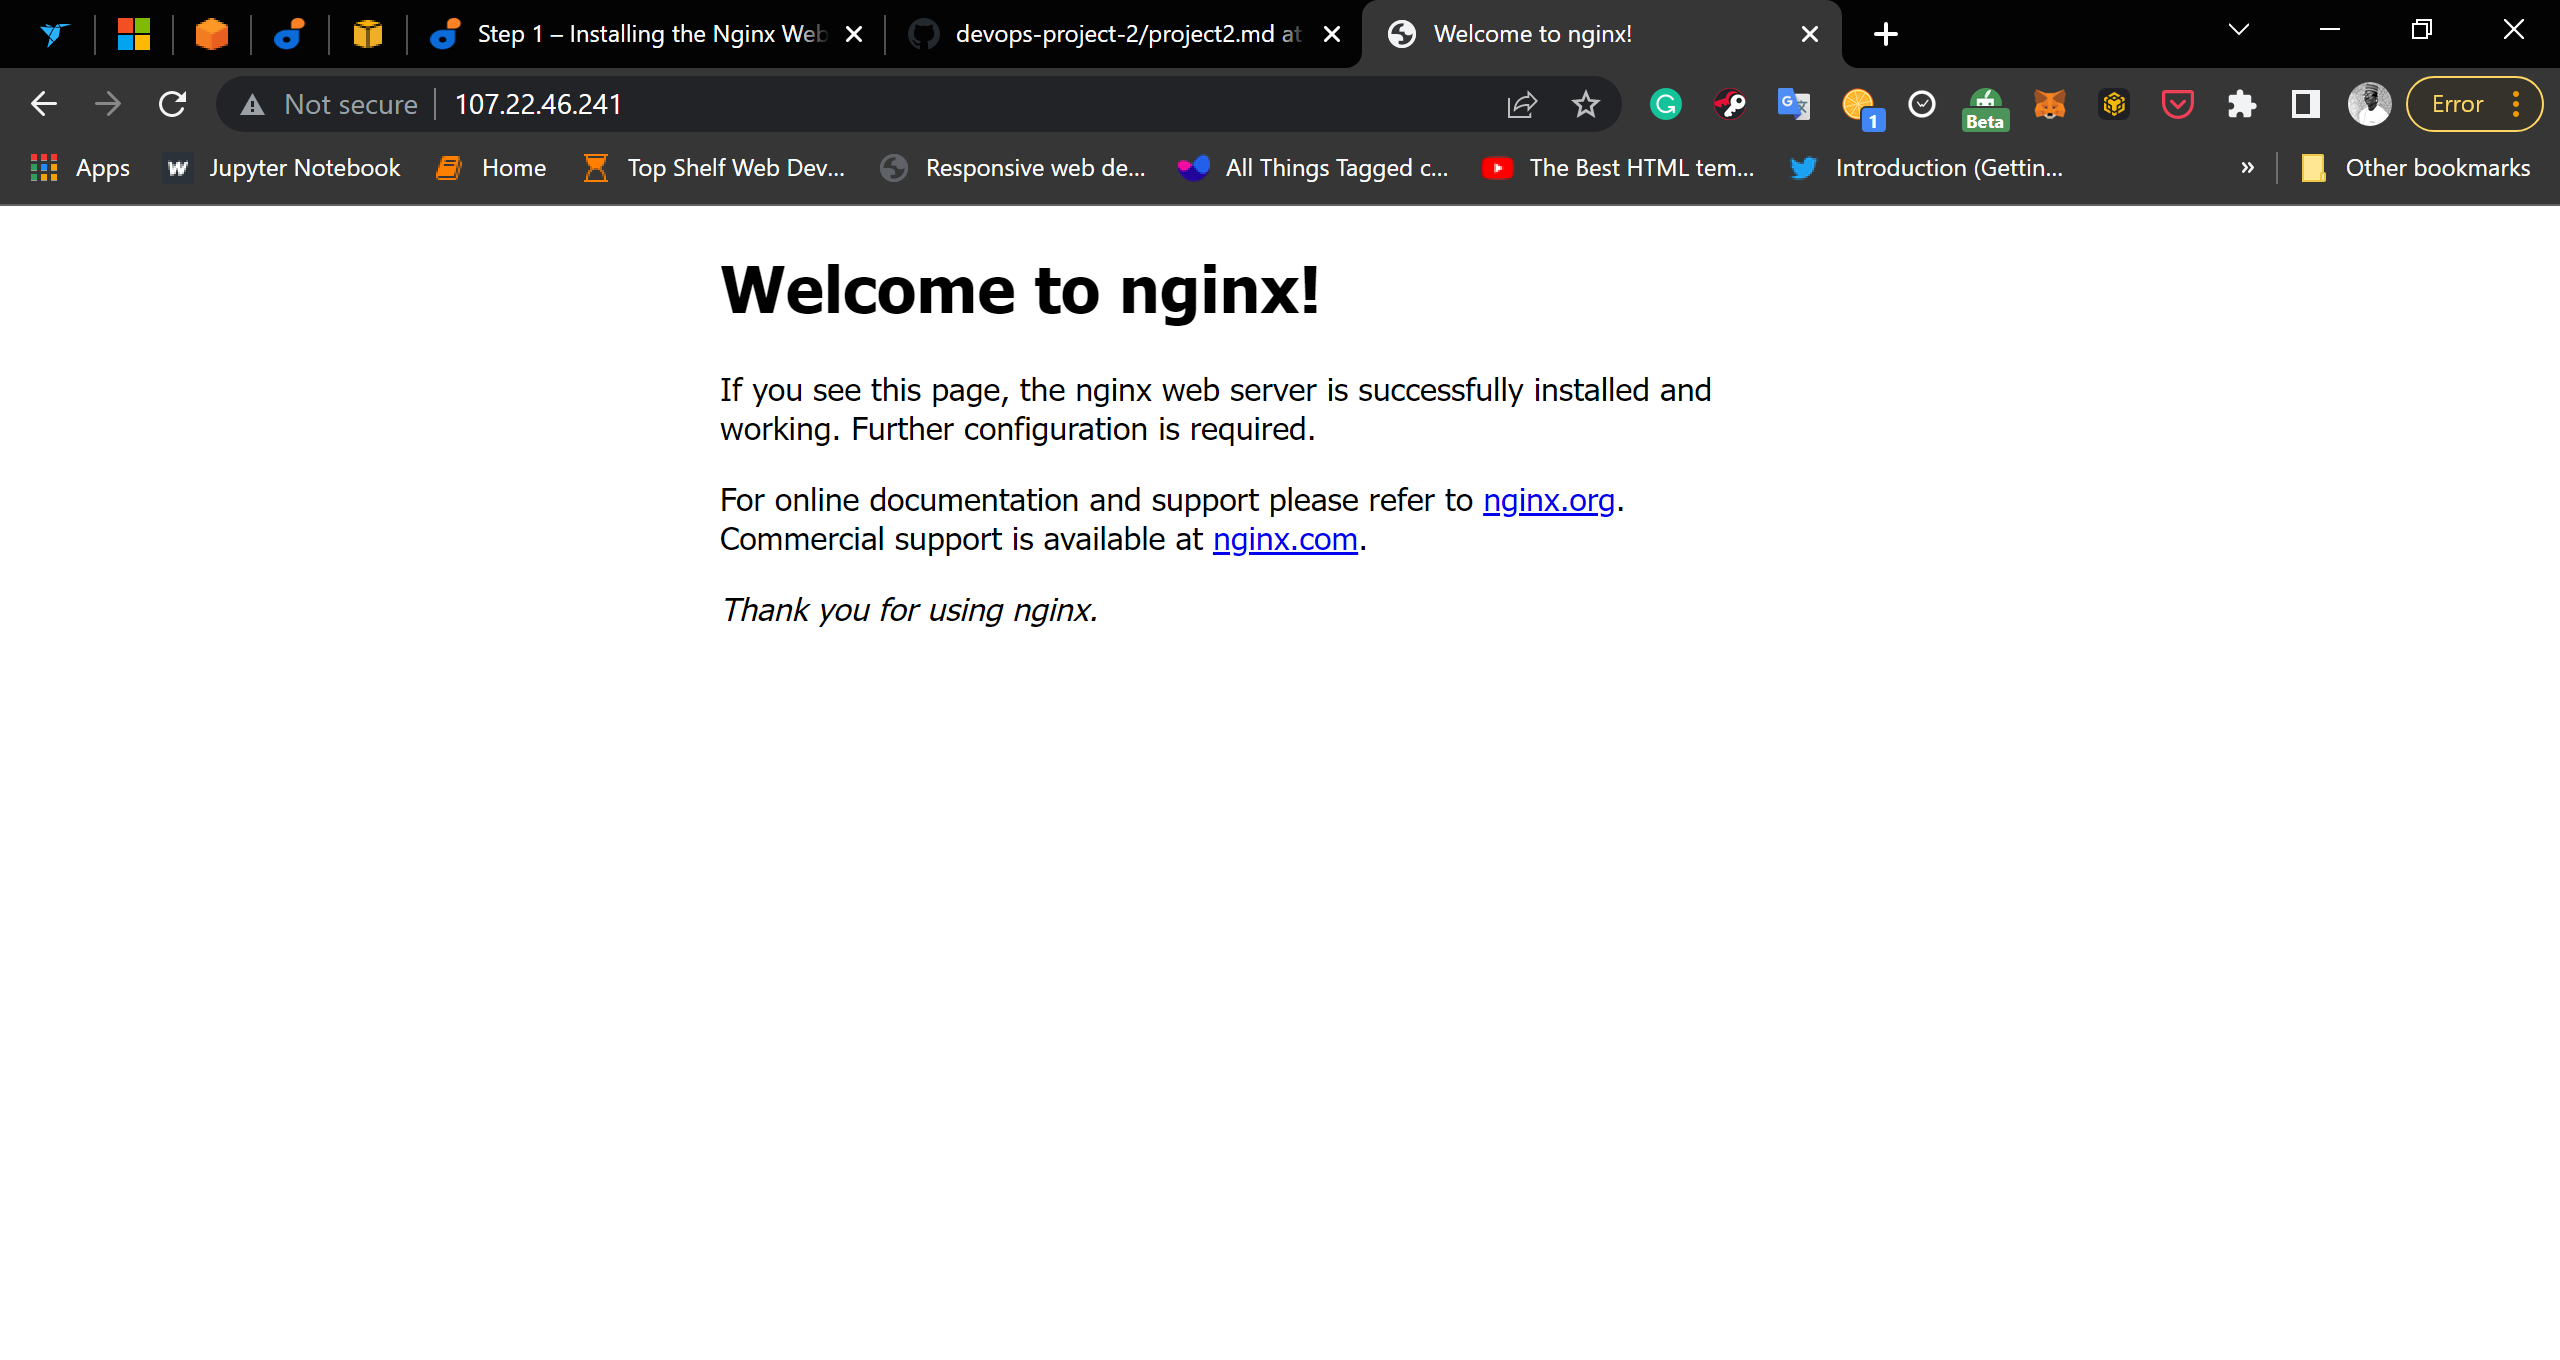 Step 1 – Installing the Nginx Web
devops-project-2/project2.md at
Welcome to nginx!
Not secure
107.22.46.241
1
Beta
Error
Apps
Jupyter Notebook
Home
Top Shelf Web Dev...
Responsive web de...
All Things Tagged c...
The Best HTML tem...
Introduction (Gettin...
»
Other bookmarks
Welcome to nginx!
If you see this page, the nginx web server is successfully installed and
working. Further configuration is required.
For online documentation and support please refer to nginx.org.
Commercial support is available at nginx.com.
Thank you for using nginx.